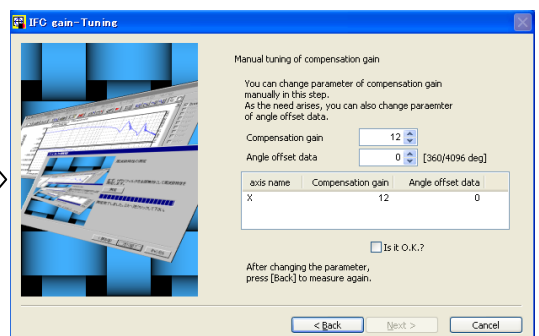 IFC gain-Tuning
Manual tuning of compensation gain
You can change parameter of compensation gain
manually in this step.
As the need arises, you can also change paraemter
of angle offset data.
Compensation gain 12
Angle offset data 0 [360/4096 deg]
axis name Compensation gain Angle offset data
X 12 0
Is it O.K.?
After changing the parameter,
press [Back] to measure again.
< Back Next > Cancel